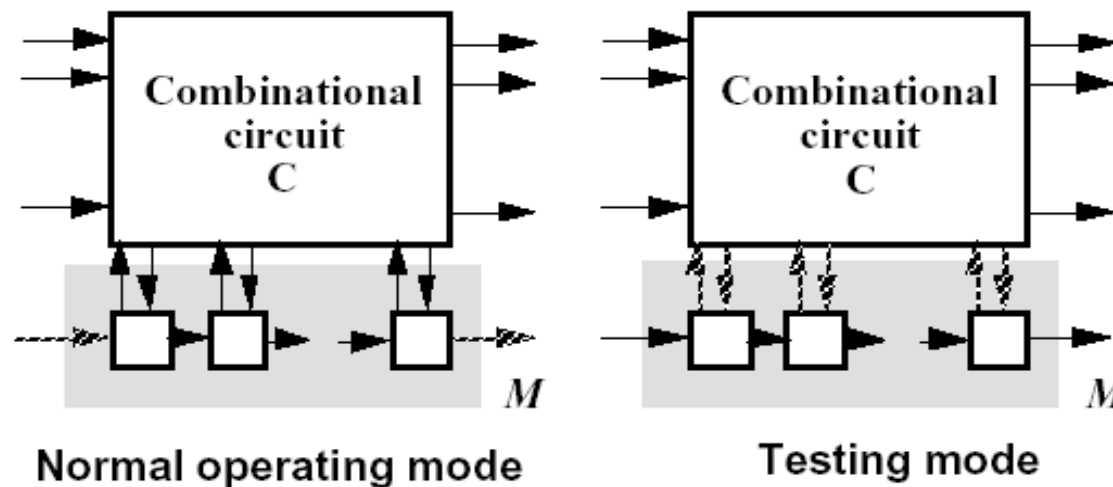 Combinational
circuit
C
M
Normal operating mode
Combinational
circuit
C
M
Testing mode